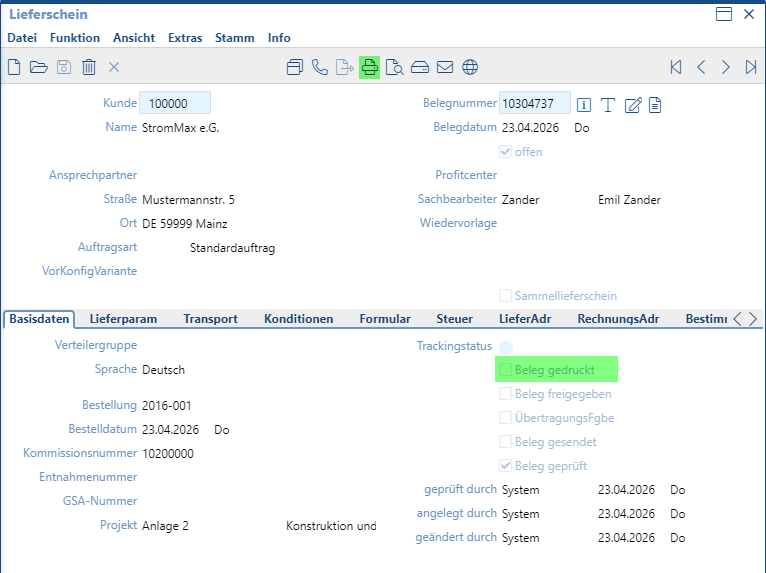 Lieferschein
Datei Funktion Ansicht Extras Stamm Info
Kunde 100000 Belegnummer 10304737
Name StromMax e.G. Belegdatum 23.04.2026 Do
offen
Ansprechpartner Profitcenter
Straße Mustermannstr. 5 Sachbearbeiter Zander Emil Zander
Ort DE 59999 Mainz Wiedervorlage
Auftragsart Standardauftrag
VorKonfigVariante
Sammellieferschein
Basisdaten Lieferparam Transport Konditionen Formular Steuer LieferAdr RechnungsAdr Bestimm
Verteilergruppe Trackingstatus
Sprache Deutsch Beleg gedruckt
Beleg freigegeben
Bestellung 2016-001
ÜbertragungsFgbe
Bestelldatum 23.04.2026 Do
Beleg gesendet
Kommissionsnummer 10200000
Beleg geprüft
Entnahmenummer
geprüft durch System 23.04.2026 Do
GSA-Nummer
angelegt durch System 23.04.2026 Do
Projekt Anlage 2 Konstruktion und
geändert durch System 23.04.2026 Do